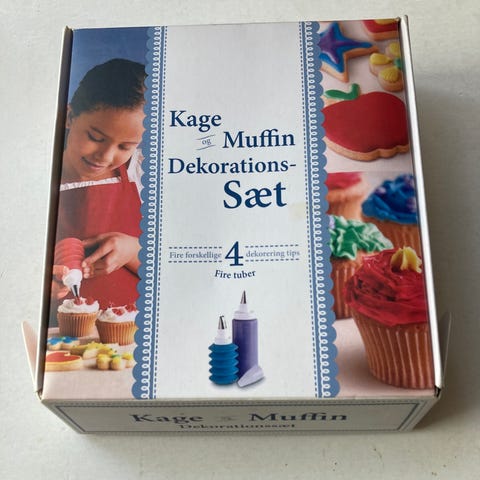 Kage
og Muffin
Dekorations-
Sæt
Fire forskellige 4 dekorering tips
Fire tuber
Kage og Muffin
Dekorationssæt